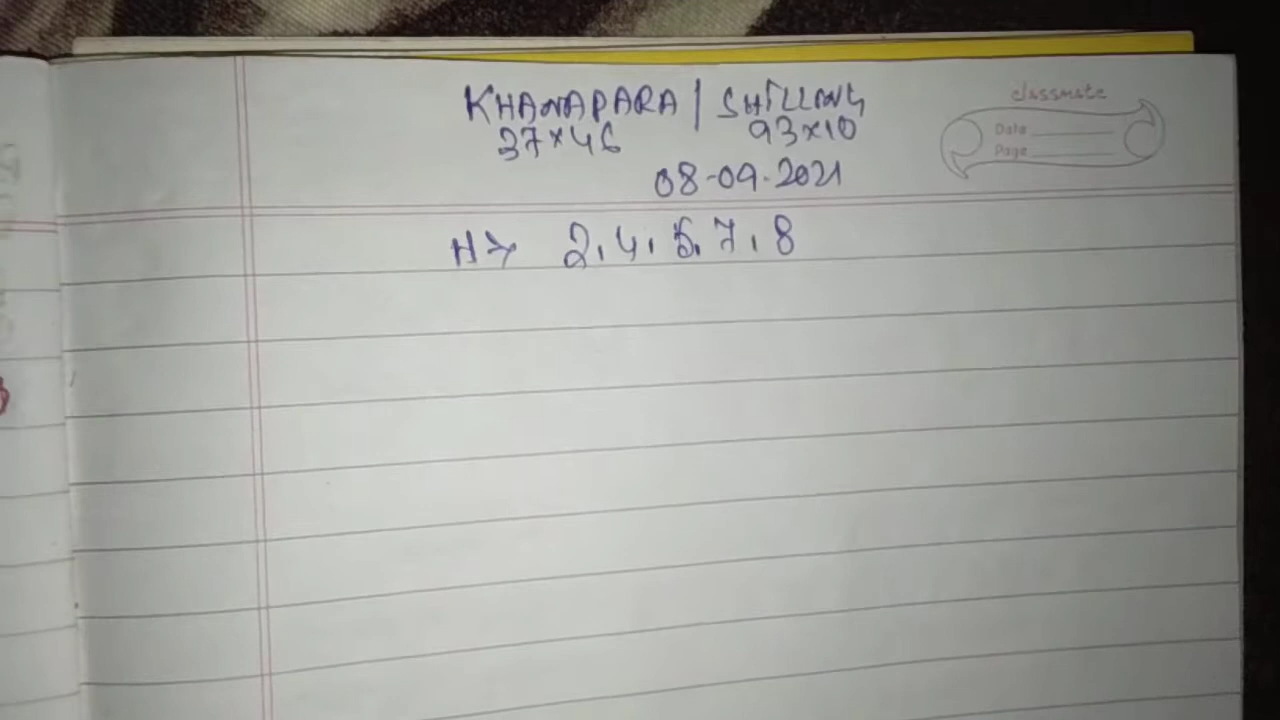 classmate
KHANAPARA | SHILLONG
37×46 93×10
Date
Page
08-09-2021
H> 2, 4, 5, 7, 8